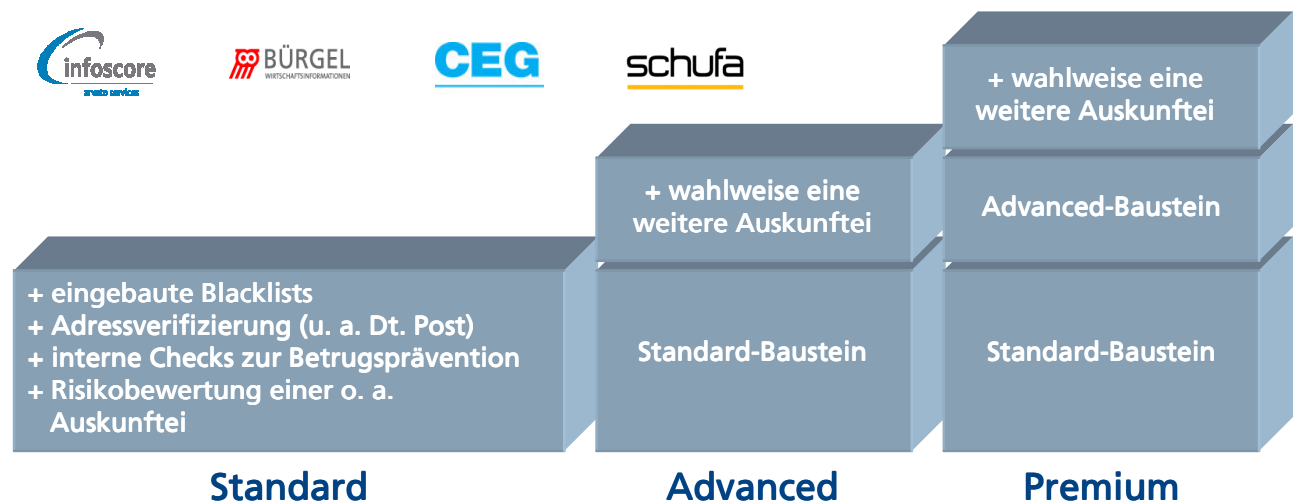 infoscore
arvato services
BÜRGEL
WIRTSCHAFTSINFORMATIONEN
CEG
schufa
+ wahlweise eine
weitere Auskunftei
+ wahlweise eine
weitere Auskunftei
Advanced-Baustein
+ eingebaute Blacklists
+ Adressverifizierung (u. a. Dt. Post)
+ interne Checks zur Betrugsprävention
+ Risikobewertung einer o. a.
Auskunftei
Standard-Baustein
Standard-Baustein
Standard
Advanced
Premium